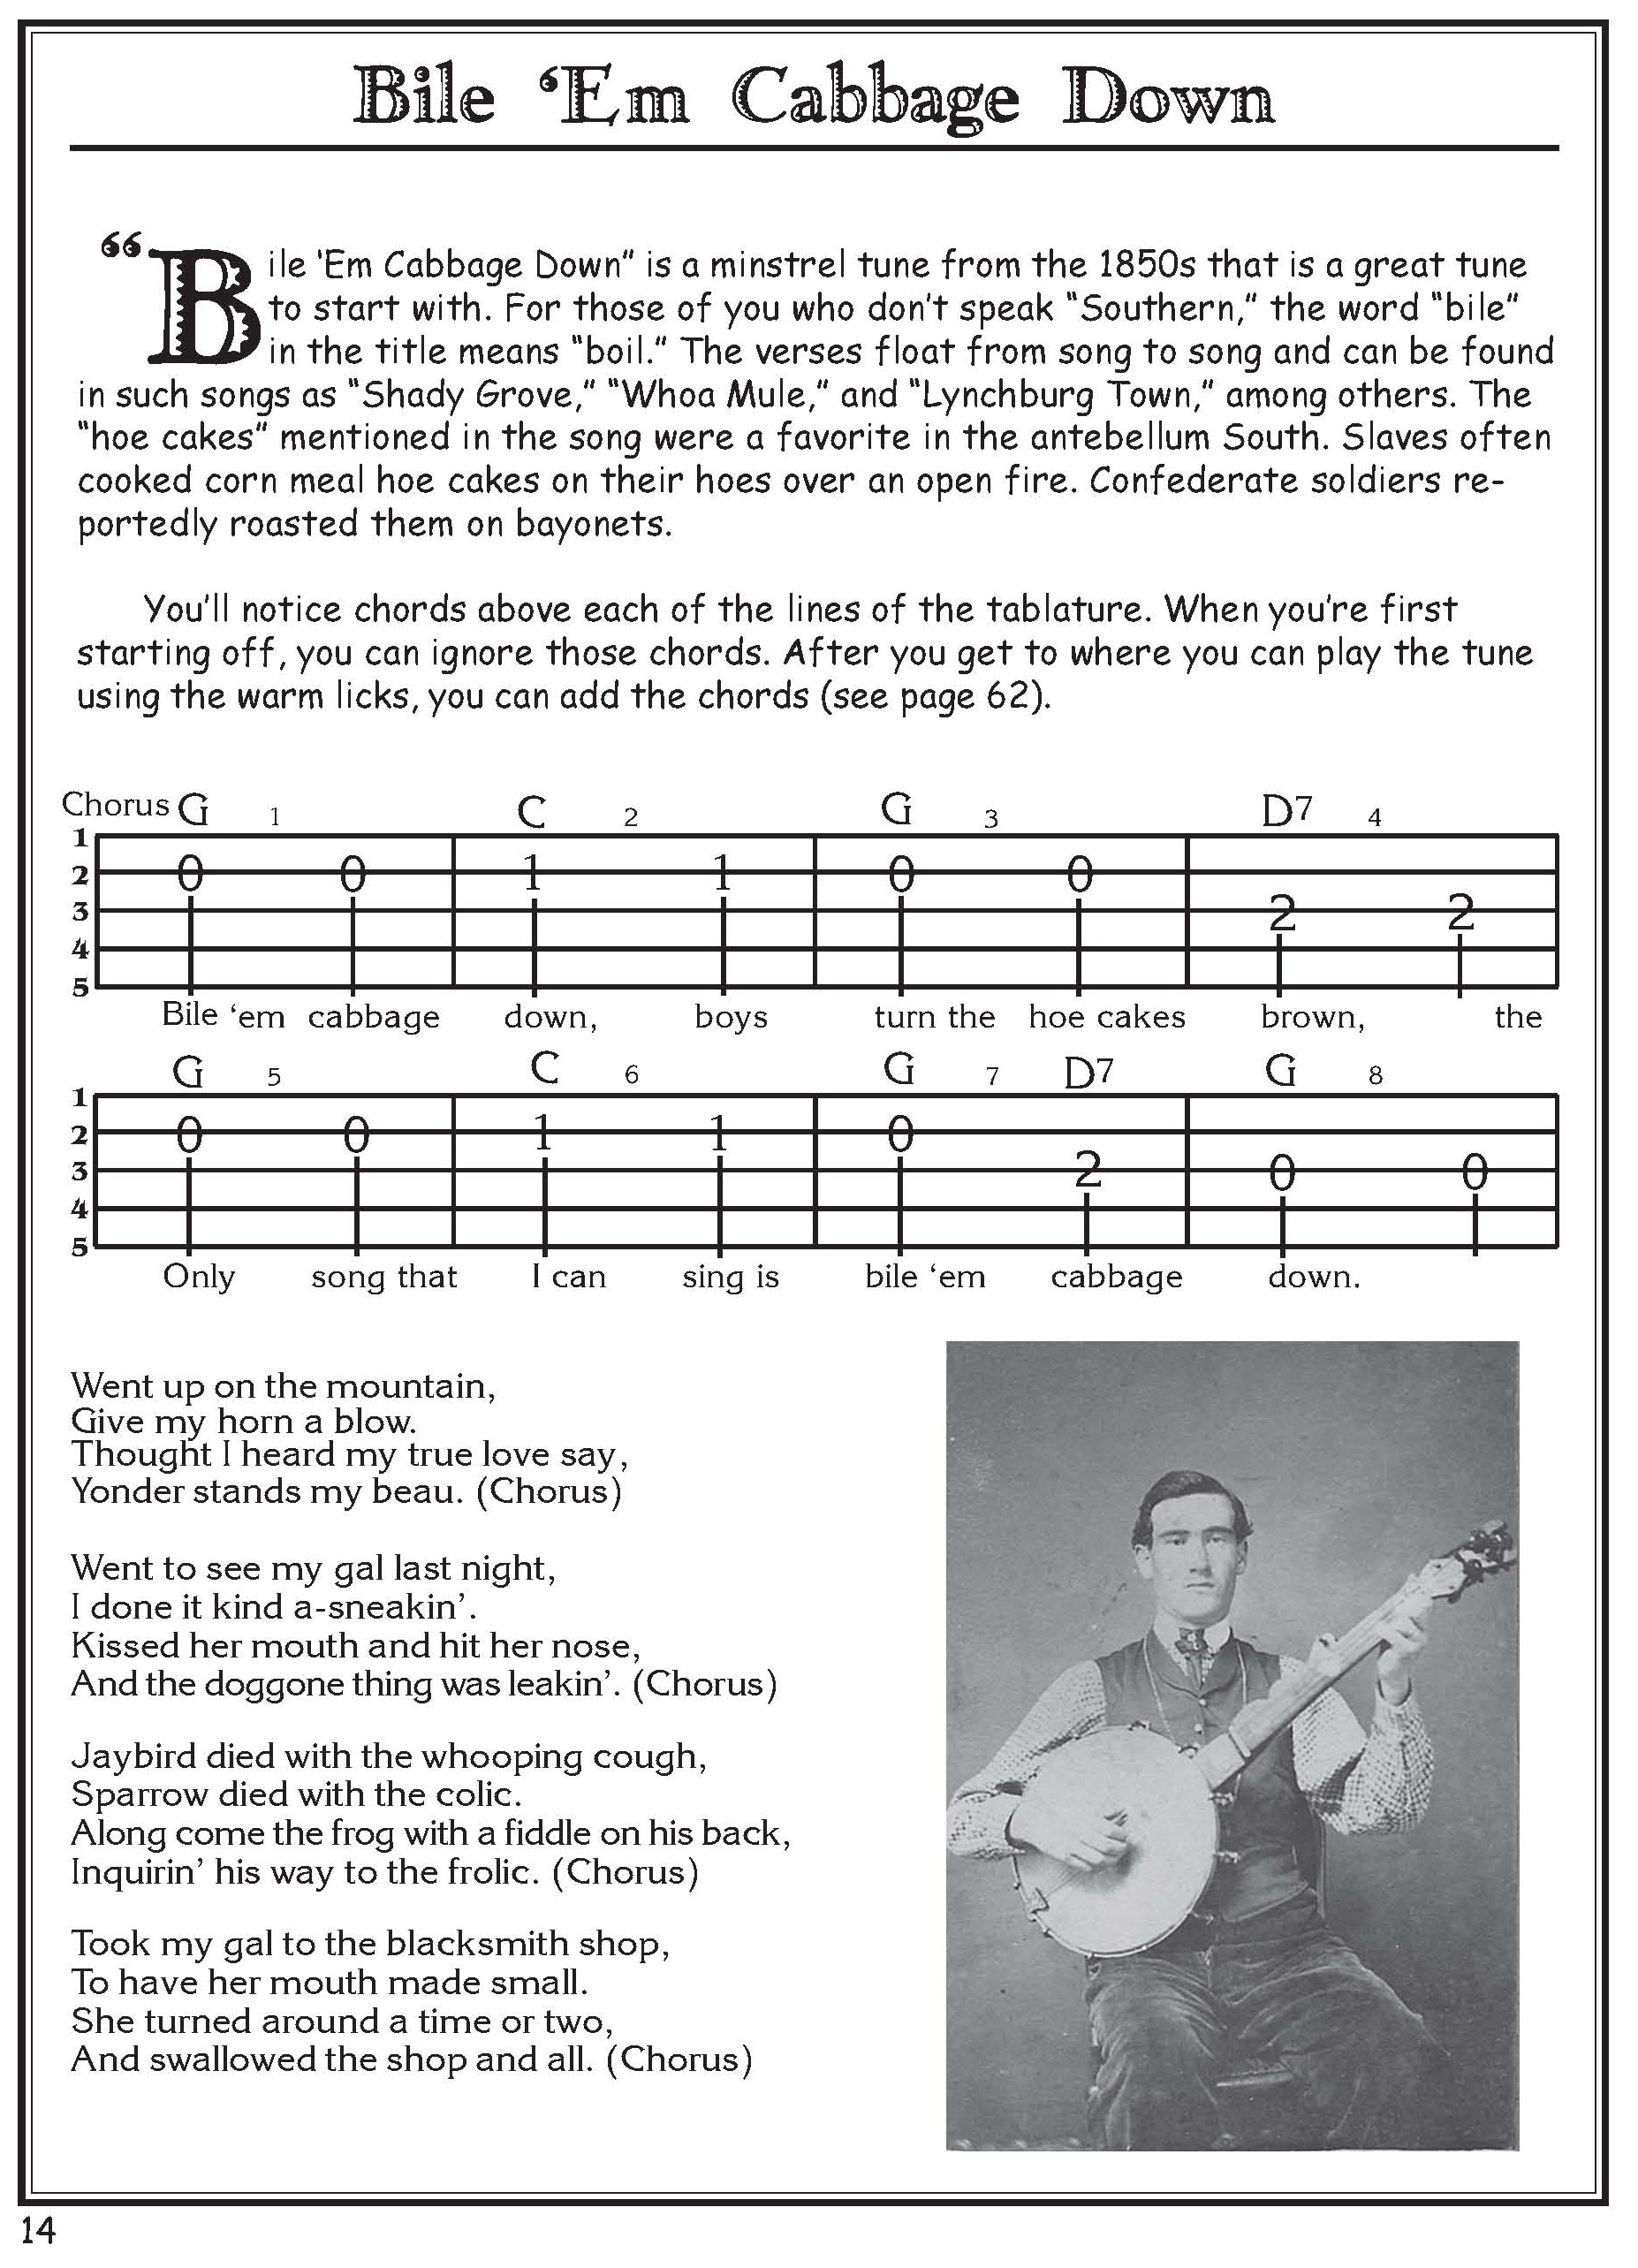 Bile ‘Em Cabbage Down
“Bile ‘Em Cabbage Down” is a minstrel tune from the 1850s that is a great tune
to start with. For those of you who don’t speak “Southern,” the word “bile”
in the title means “boil.” The verses float from song to song and can be found
in such songs as “Shady Grove,” “Whoa Mule,” and “Lynchburg Town,” among others. The
“hoe cakes” mentioned in the song were a favorite in the antebellum South. Slaves often
cooked corn meal hoe cakes on their hoes over an open fire. Confederate soldiers re-
portedly roasted them on bayonets.
You’ll notice chords above each of the lines of the tablature. When you’re first
starting off, you can ignore those chords. After you get to where you can play the tune
using the warm licks, you can add the chords (see page 62).
Chorus G 1 C 2 G 3 D7 4
1
2 0 0 1 1 0 0
3 2 2
4
5
Bile ‘em cabbage down, boys turn the hoe cakes brown, the
G 5 C 6 G 7 D7 G 8
1
2 0 0 1 1 0
3 2 0 0
4
5
Only song that I can sing is bile ‘em cabbage down.
Went up on the mountain,
Give my horn a blow.
Thought I heard my true love say,
Yonder stands my beau. (Chorus)
Went to see my gal last night,
I done it kind a-sneakin’.
Kissed her mouth and hit her nose,
And the doggone thing was leakin’. (Chorus)
Jaybird died with the whooping cough,
Sparrow died with the colic.
Along come the frog with a fiddle on his back,
Inquirin’ his way to the frolic. (Chorus)
Took my gal to the blacksmith shop,
To have her mouth made small.
She turned around a time or two,
And swallowed the shop and all. (Chorus)
14